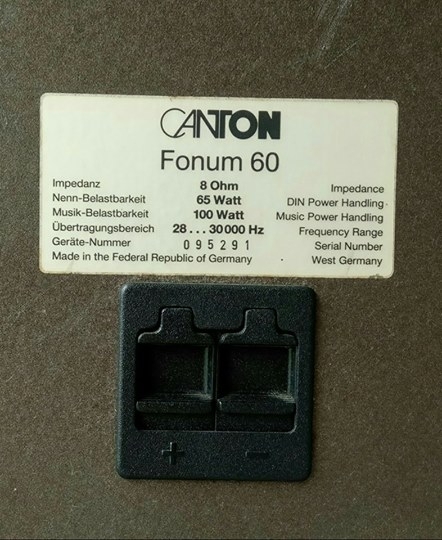 CANTON
Fonum 60
Impedanz 8 Ohm Impedance
Nenn-Belastbarkeit 65 Watt DIN Power Handling
Musik-Belastbarkeit 100 Watt Music Power Handling
Übertragungsbereich 28...30000 Hz Frequency Range
Geräte-Nummer 095291 Serial Number
Made in the Federal Republic of Germany West Germany
+ −